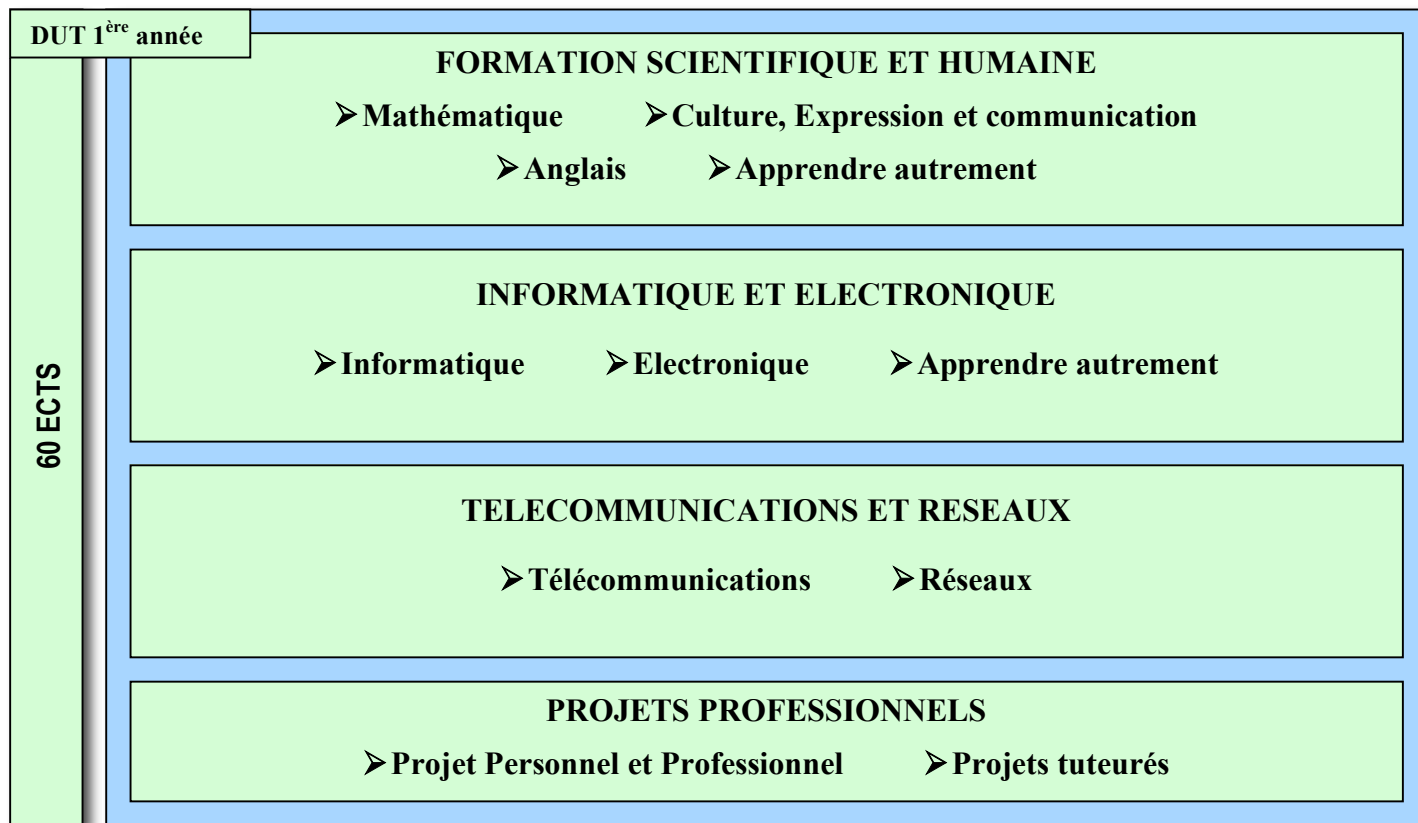 DUT 1ère année
60 ECTS
FORMATION SCIENTIFIQUE ET HUMAINE
➢Mathématique ➢Culture, Expression et communication
➢Anglais ➢Apprendre autrement
INFORMATIQUE ET ELECTRONIQUE
➢Informatique ➢Electronique ➢Apprendre autrement
TELECOMMUNICATIONS ET RESEAUX
➢Télécommunications ➢Réseaux
PROJETS PROFESSIONNELS
➢Projet Personnel et Professionnel ➢Projets tuteurés